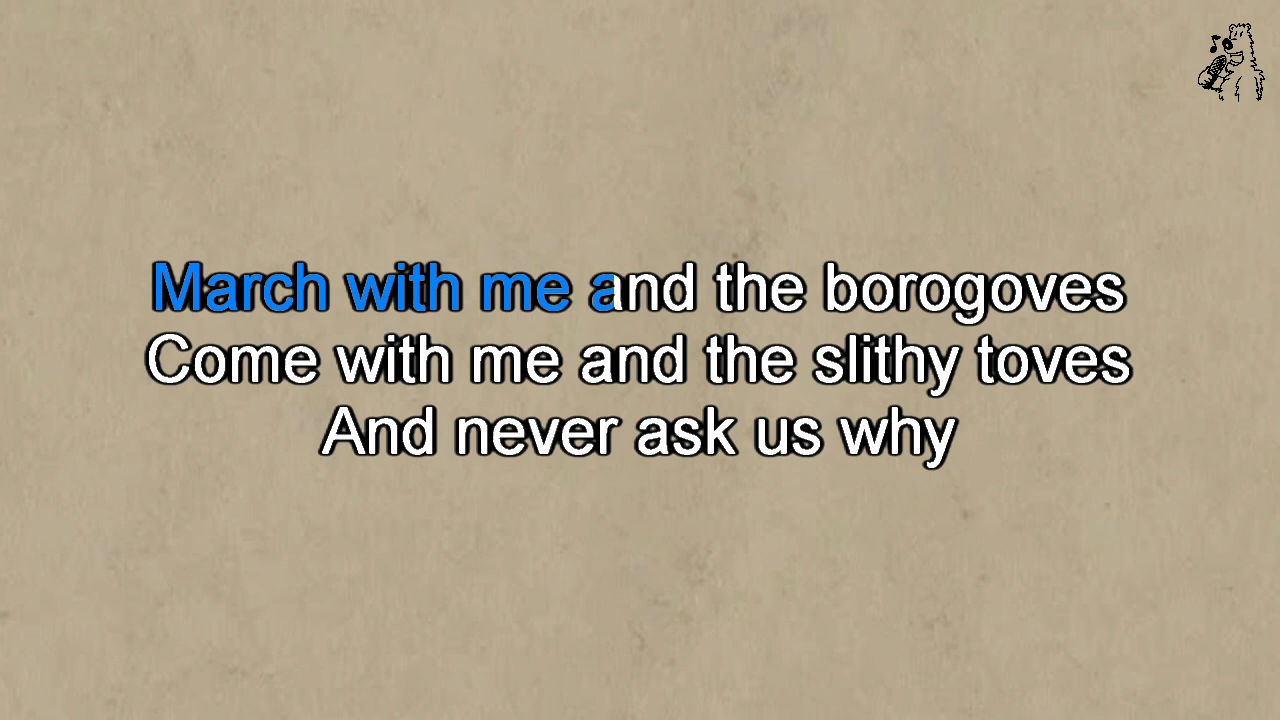 March with me and the borogoves
Come with me and the slithy toves
And never ask us why